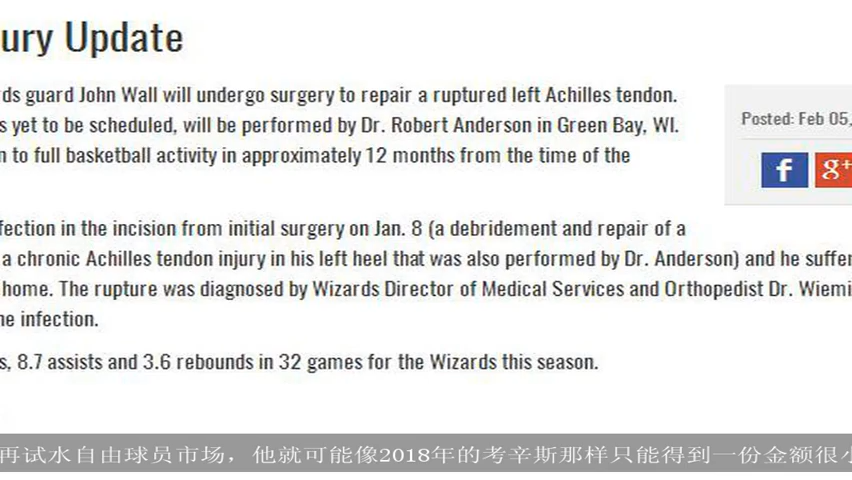 ury Update
rds guard John Wall will undergo surgery to repair a ruptured left Achilles tendon.
s yet to be scheduled, will be performed by Dr. Robert Anderson in Green Bay, WI.
n to full basketball activity in approximately 12 months from the time of the
Posted: Feb 05,
f g+
fection in the incision from initial surgery on Jan. 8 (a debridement and repair of a
a chronic Achilles tendon injury in his left heel that was also performed by Dr. Anderson) and he suffer
home. The rupture was diagnosed by Wizards Director of Medical Services and Orthopedist Dr. Wiemi
ne infection.
s, 8.7 assists and 3.6 rebounds in 32 games for the Wizards this season.
再试水自由球员市场，他就可能像2018年的考辛斯那样只能得到一份金额很小